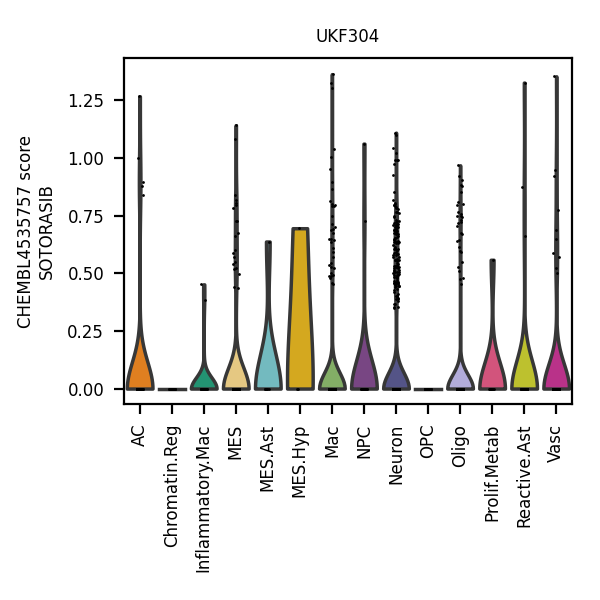 UKF304
CHEMBL4535757 score
SOTORASIB
1.25
1.00
0.75
0.50
0.25
0.00
AC
Chromatin.Reg
Inflammatory.Mac
MES
MES.Ast
MES.Hyp
Mac
NPC
Neuron
OPC
Oligo
Prolif.Metab
Reactive.Ast
Vasc